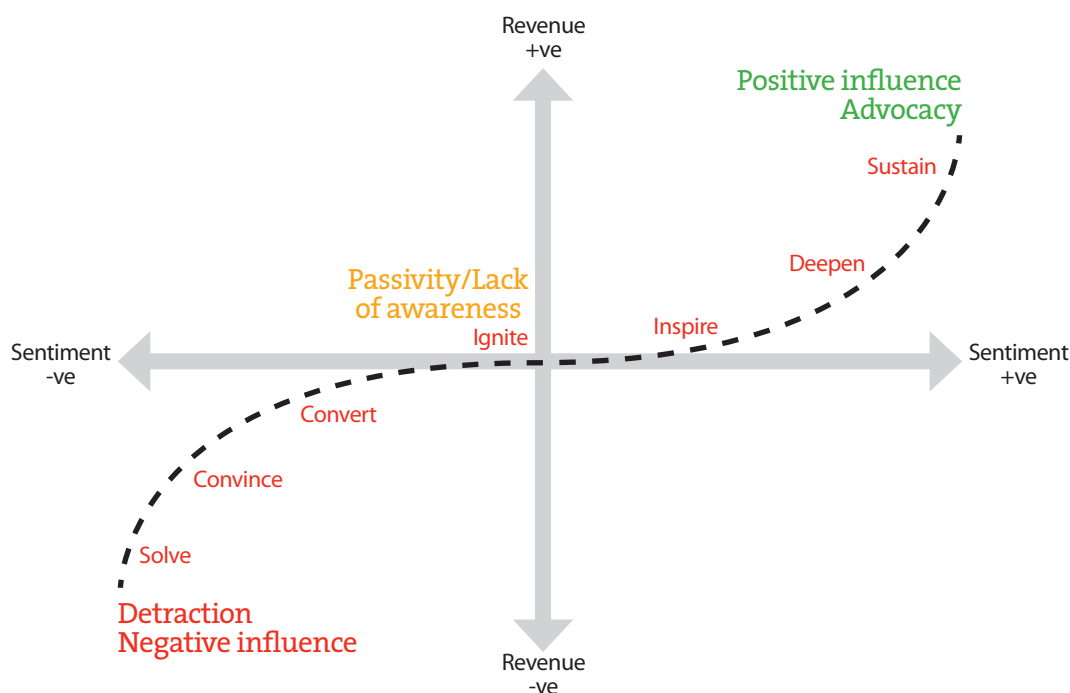 Revenue
+ve
Positive influence
Advocacy
Sustain
Deepen
Passivity/Lack
of awareness
Ignite
Inspire
Sentiment
-ve
Sentiment
+ve
Convert
Convince
Solve
Detraction
Negative influence
Revenue
-ve